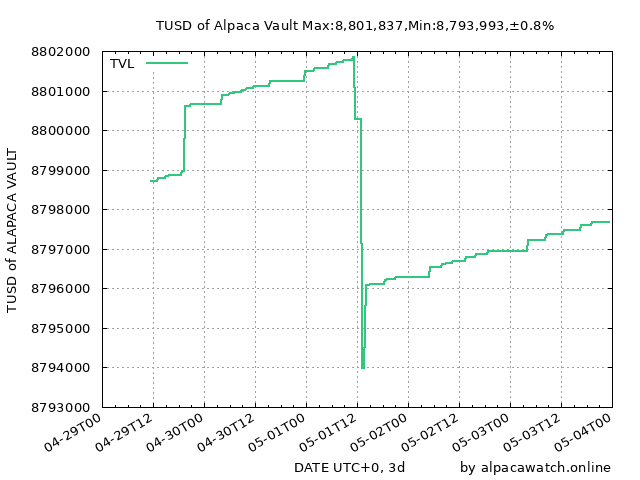 TUSD of Alpaca Vault Max:8,801,837,Min:8,793,993,±0.8%
TVL
8802000
8801000
8800000
8799000
8798000
8797000
8796000
8795000
8794000
8793000
TUSD of ALAPACA VAULT
04-29T00
04-29T12
04-30T00
04-30T12
05-01T00
05-01T12
05-02T00
05-02T12
05-03T00
05-03T12
05-04T00
DATE UTC+0, 3d
by alpacawatch.online